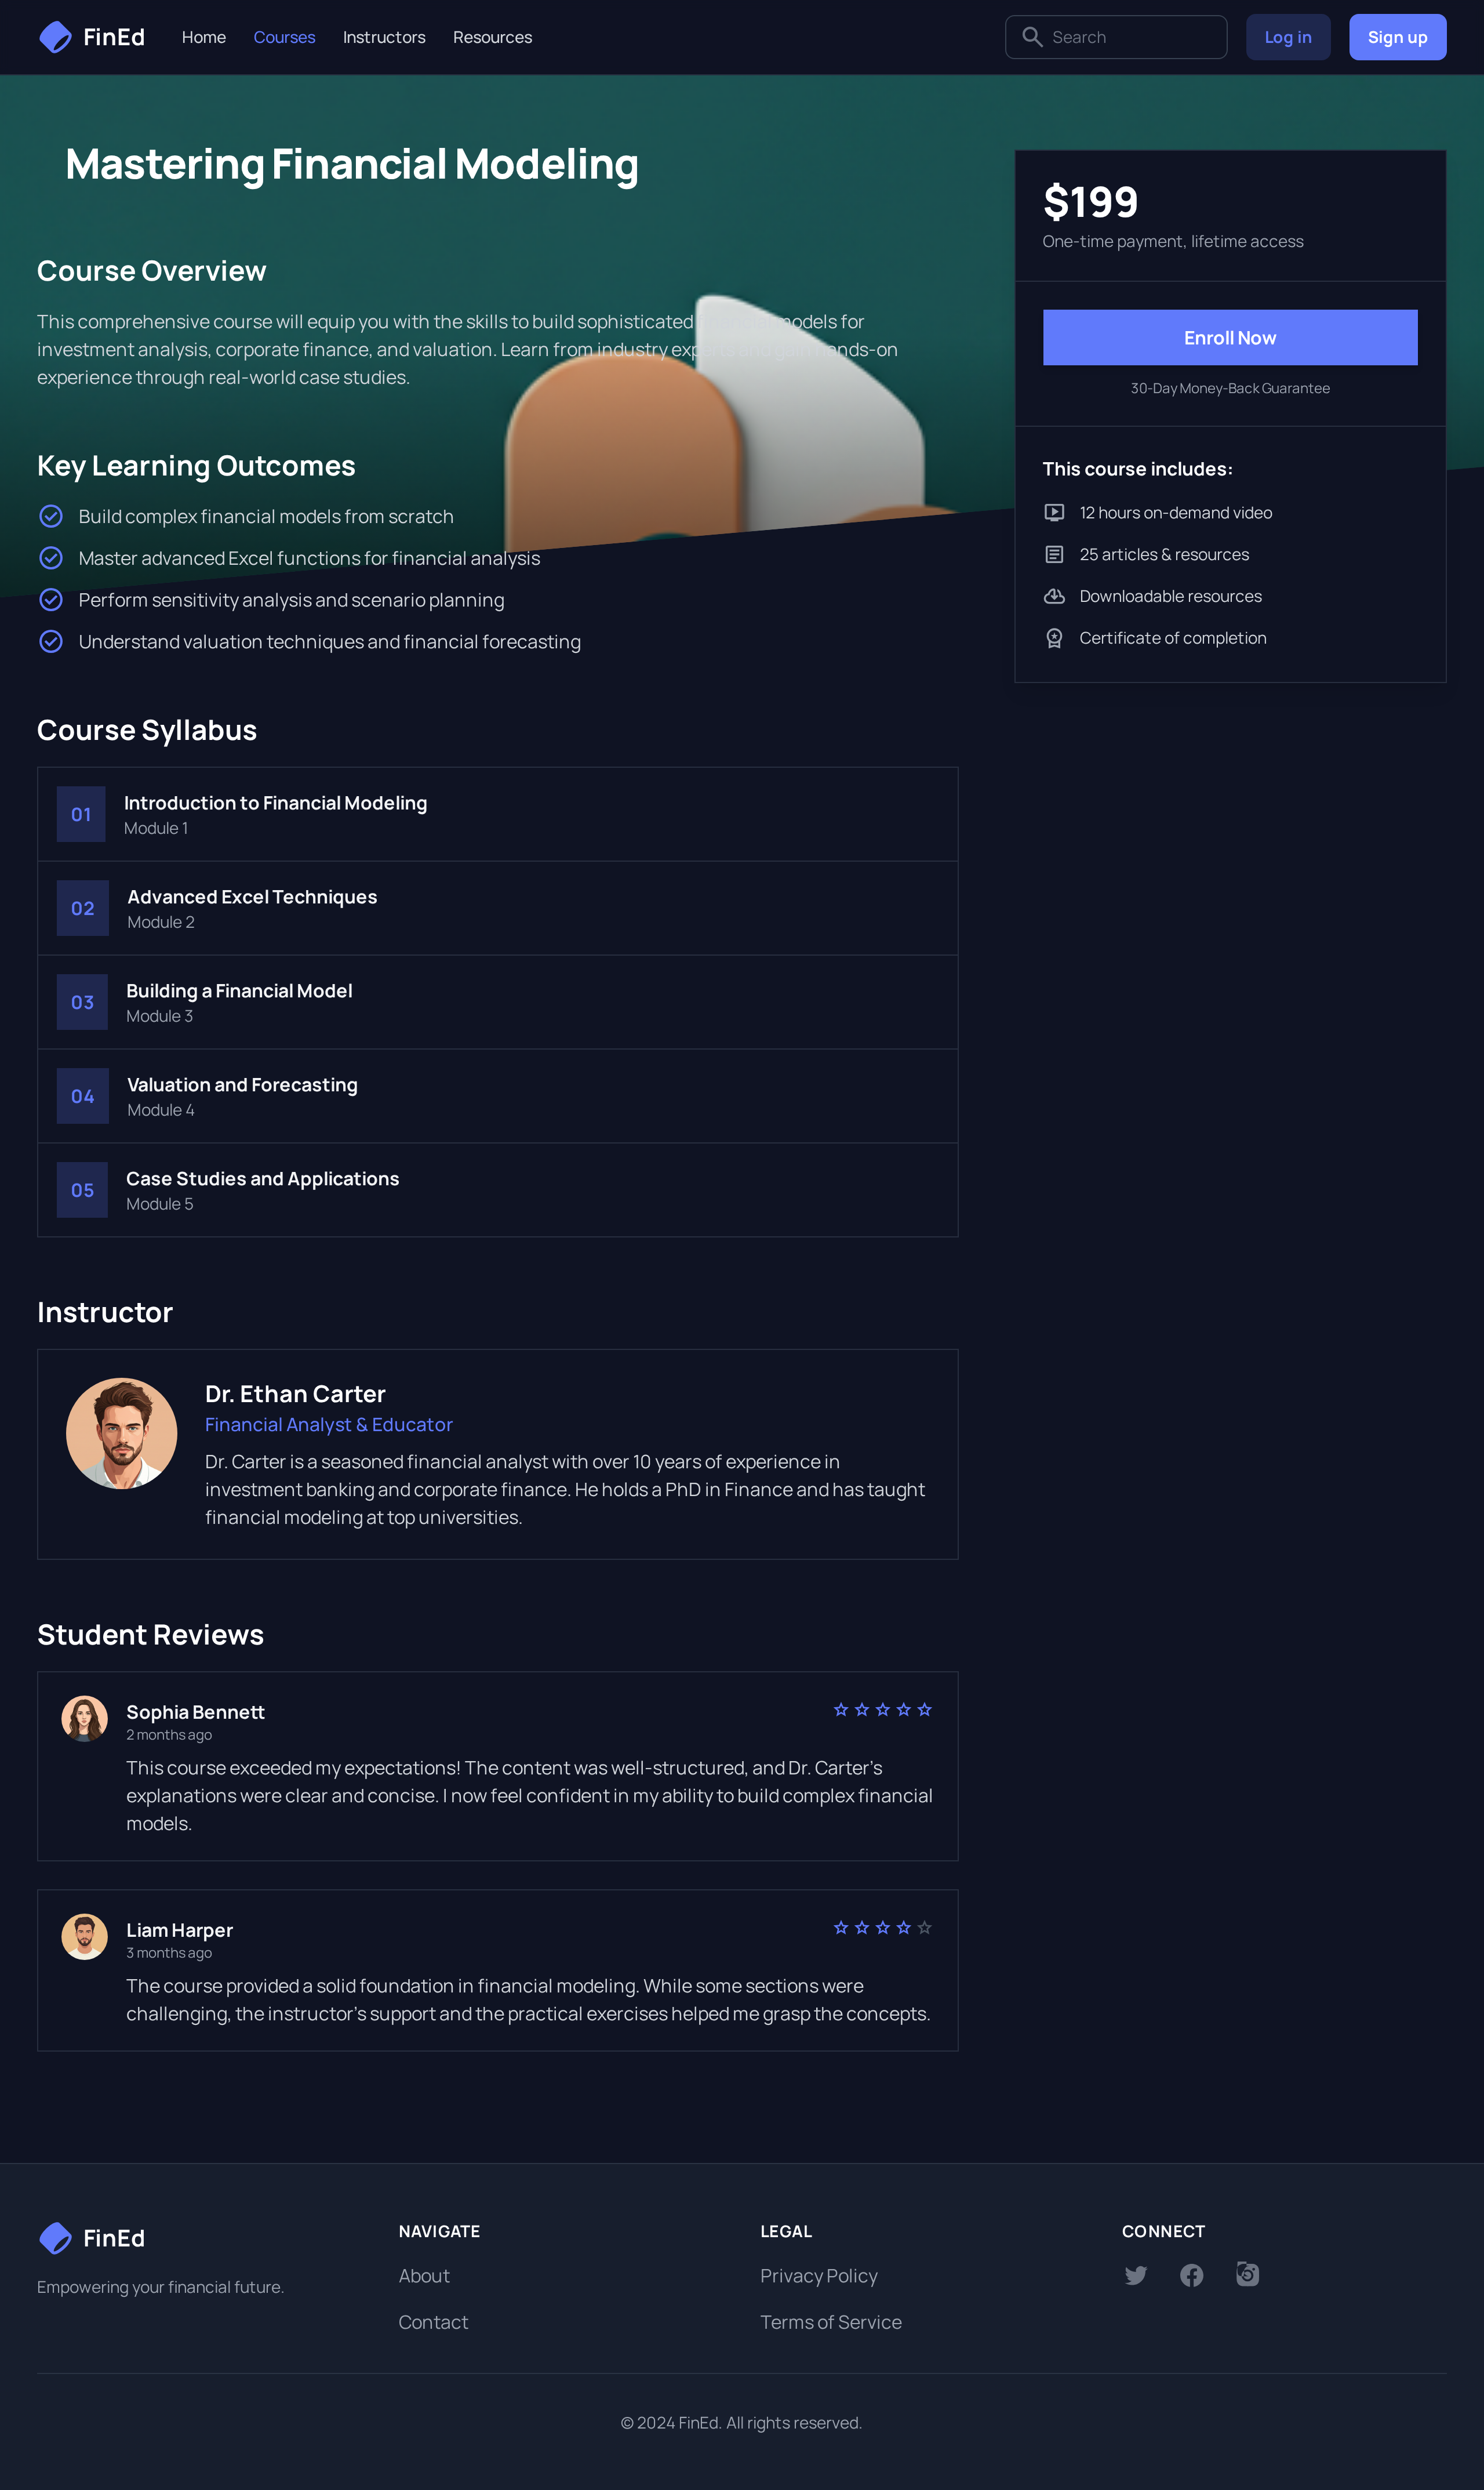 FinEd
Home
Courses
Instructors
Resources
Search
Log in
Sign up
Mastering Financial Modeling
$199
One-time payment, lifetime access
Enroll Now
30-Day Money-Back Guarantee
This course includes:
12 hours on-demand video
25 articles & resources
Downloadable resources
Certificate of completion
Course Overview
This comprehensive course will equip you with the skills to build sophisticated financial models for
investment analysis, corporate finance, and valuation. Learn from industry experts and gain hands-on
experience through real-world case studies.
Key Learning Outcomes
Build complex financial models from scratch
Master advanced Excel functions for financial analysis
Perform sensitivity analysis and scenario planning
Understand valuation techniques and financial forecasting
Course Syllabus
01
Introduction to Financial Modeling
Module 1
02
Advanced Excel Techniques
Module 2
03
Building a Financial Model
Module 3
04
Valuation and Forecasting
Module 4
05
Case Studies and Applications
Module 5
Instructor
Dr. Ethan Carter
Financial Analyst & Educator
Dr. Carter is a seasoned financial analyst with over 10 years of experience in
investment banking and corporate finance. He holds a PhD in Finance and has taught
financial modeling at top universities.
Student Reviews
Sophia Bennett
2 months ago
This course exceeded my expectations! The content was well-structured, and Dr. Carter's
explanations were clear and concise. I now feel confident in my ability to build complex financial
models.
Liam Harper
3 months ago
The course provided a solid foundation in financial modeling. While some sections were
challenging, the instructor's support and the practical exercises helped me grasp the concepts.
FinEd
Empowering your financial future.
NAVIGATE
About
Contact
LEGAL
Privacy Policy
Terms of Service
CONNECT
© 2024 FinEd. All rights reserved.